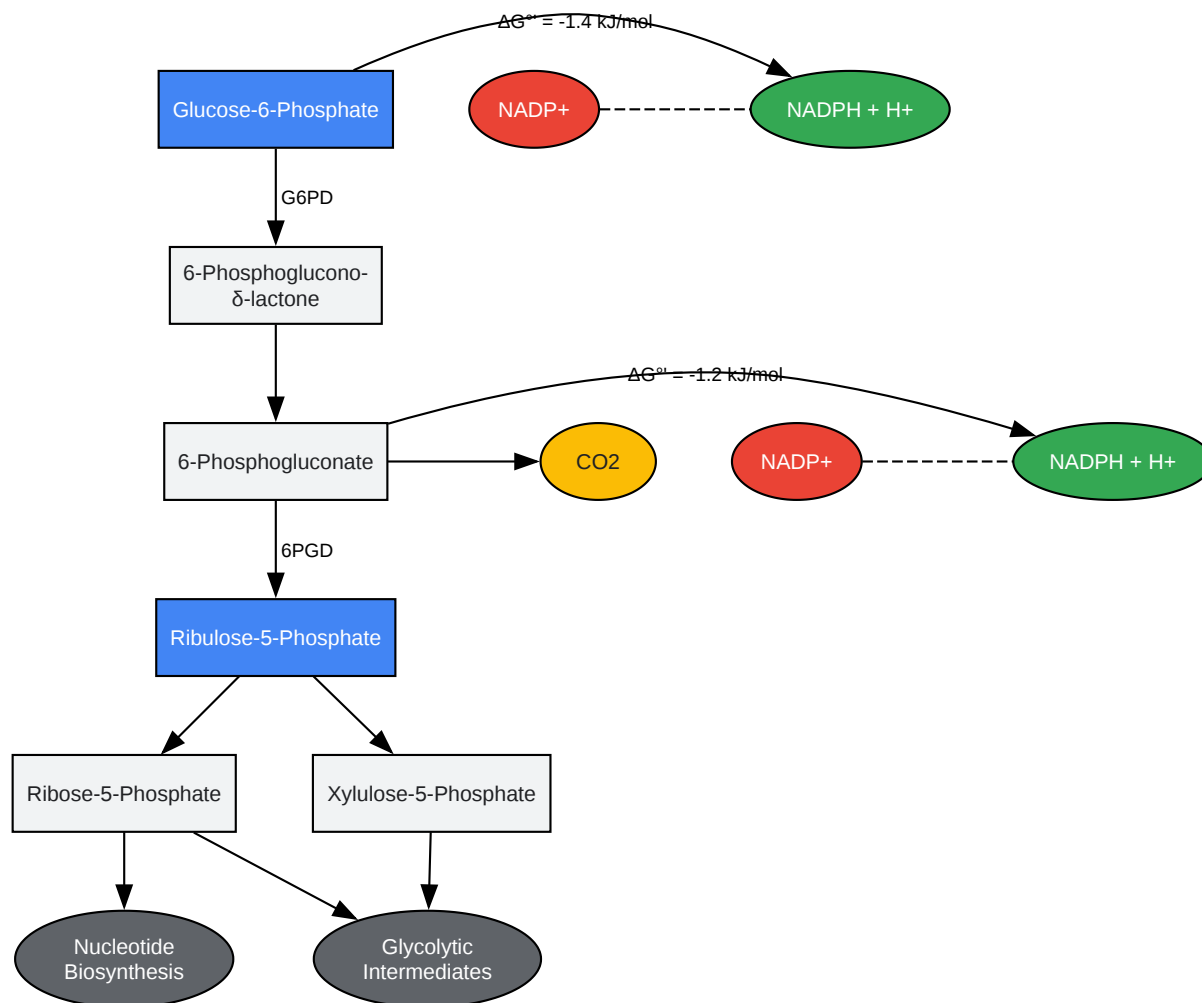 ΔG°' = -1.4 kJ/mol
Glucose-6-Phosphate
NADP+
NADPH + H+
G6PD
6-Phosphoglucono-
δ-lactone
ΔG°' = -1.2 kJ/mol
6-Phosphogluconate
CO2
NADP+
NADPH + H+
6PGD
Ribulose-5-Phosphate
Ribose-5-Phosphate
Xylulose-5-Phosphate
Nucleotide
Biosynthesis
Glycolytic
Intermediates